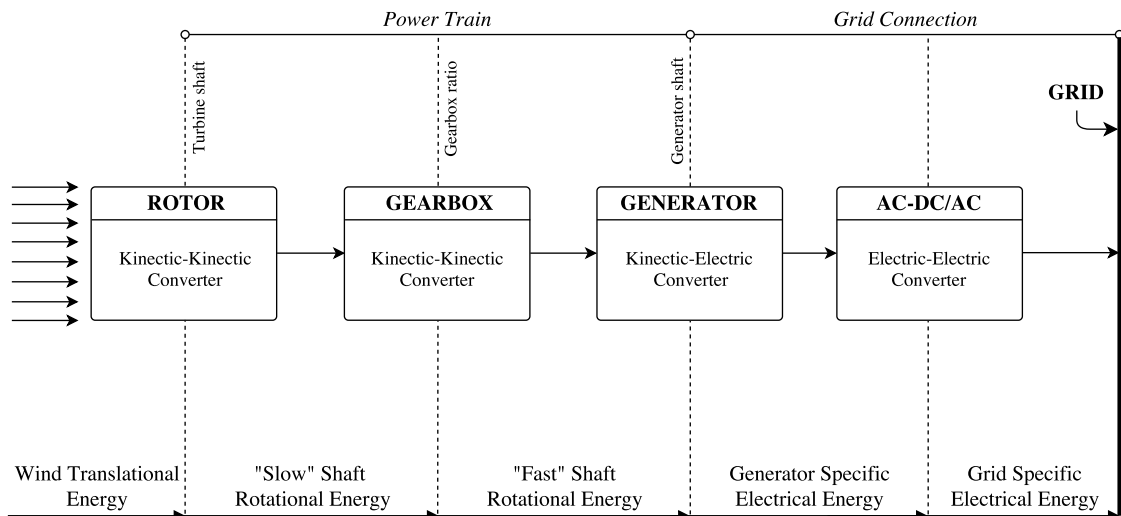 Power Train
Grid Connection
Turbine shaft
Gearbox ratio
Generator shaft
GRID
ROTOR
Kinectic-Kinectic
Converter
GEARBOX
Kinectic-Kinectic
Converter
GENERATOR
Kinectic-Electric
Converter
AC-DC/AC
Electric-Electric
Converter
Wind Translational
Energy
"Slow" Shaft
Rotational Energy
"Fast" Shaft
Rotational Energy
Generator Specific
Electrical Energy
Grid Specific
Electrical Energy